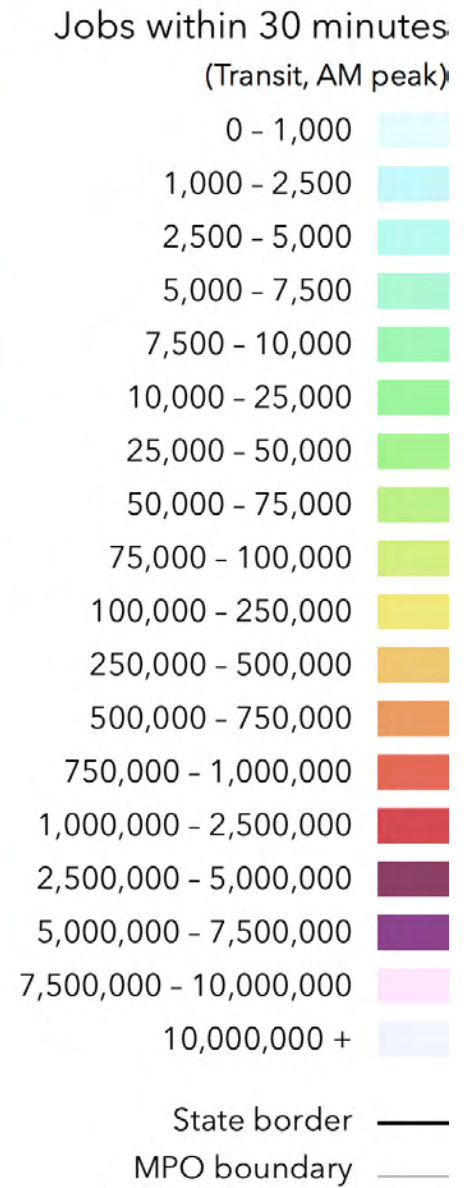 Jobs within 30 minutes
(Transit, AM peak)
0 – 1,000
1,000 – 2,500
2,500 – 5,000
5,000 – 7,500
7,500 – 10,000
10,000 – 25,000
25,000 – 50,000
50,000 – 75,000
75,000 – 100,000
100,000 – 250,000
250,000 – 500,000
500,000 – 750,000
750,000 – 1,000,000
1,000,000 – 2,500,000
2,500,000 – 5,000,000
5,000,000 – 7,500,000
7,500,000 – 10,000,000
10,000,000 +
State border
MPO boundary